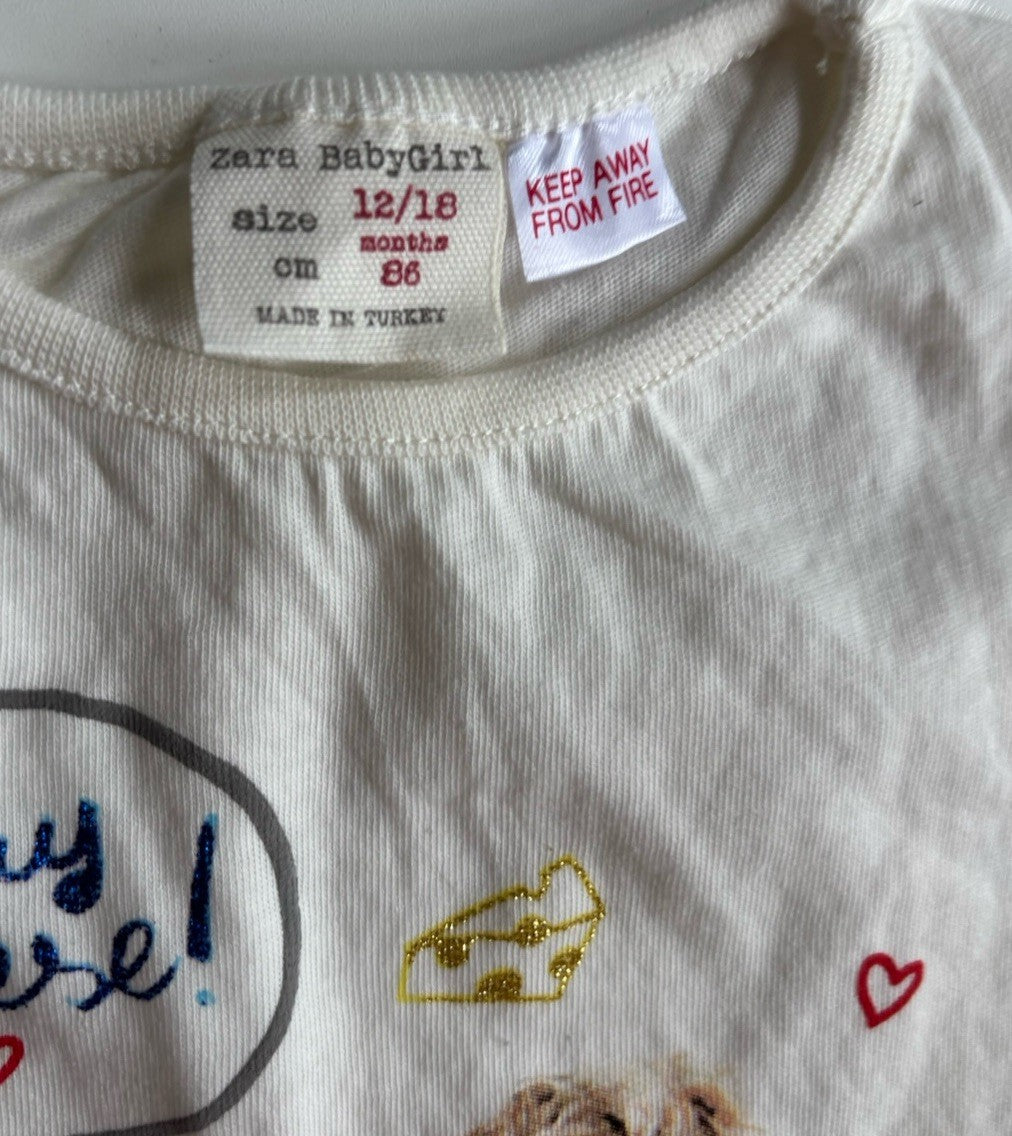 zara BabyGirl
size 12/18
months
cm 86
MADE IN TURKEY
KEEP AWAY
FROM FIRE